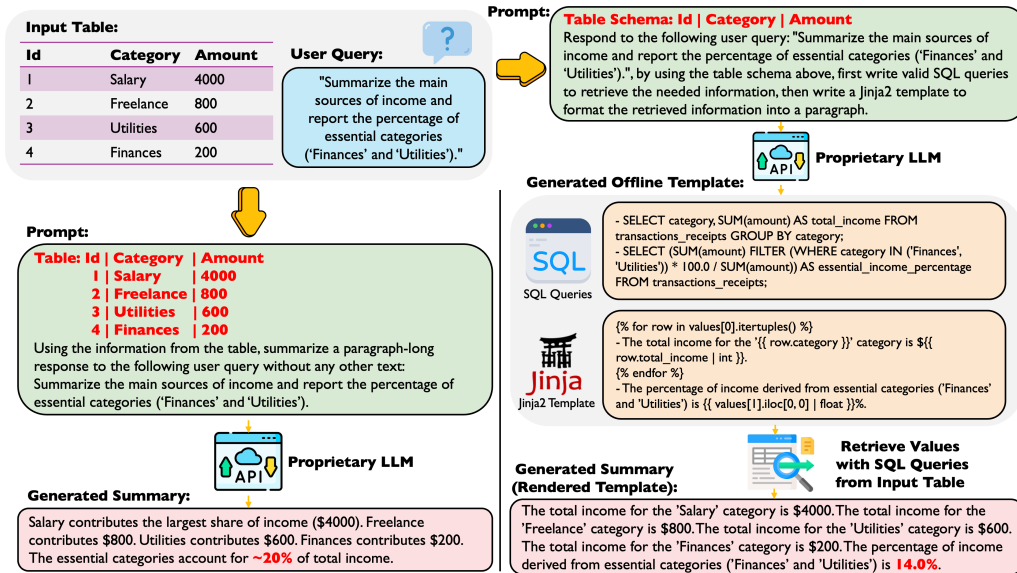 Input Table:
Id Category Amount
1 Salary 4000
2 Freelance 800
3 Utilities 600
4 Finances 200
User Query:
?
"Summarize the main
sources of income and
report the percentage of
essential categories
(‘Finances’ and ‘Utilities’)."
Prompt:
Table: Id | Category | Amount
1 | Salary | 4000
2 | Freelance | 800
3 | Utilities | 600
4 | Finances | 200
Using the information from the table, summarize a paragraph-long
response to the following user query without any other text:
Summarize the main sources of income and report the percentage of
essential categories (‘Finances’ and ‘Utilities’).
API
Proprietary LLM
Generated Summary:
Salary contributes the largest share of income ($4000). Freelance
contributes $800. Utilities contributes $600. Finances contributes $200.
The essential categories account for ~20% of total income.
Prompt:
Table Schema: Id | Category | Amount
Respond to the following user query: "Summarize the main sources of
income and report the percentage of essential categories (‘Finances’ and
‘Utilities’).", by using the table schema above, first write valid SQL queries
to retrieve the needed information, then write a Jinja2 template to
format the retrieved information into a paragraph.
API
Proprietary LLM
Generated Offline Template:
SQL
SQL Queries
- SELECT category, SUM(amount) AS total_income FROM
transactions_receipts GROUP BY category;
- SELECT (SUM(amount) FILTER (WHERE category IN ('Finances',
'Utilities')) * 100.0 / SUM(amount)) AS essential_income_percentage
FROM transactions_receipts;
Jinja
Jinja2 Template
{% for row in values[0].itertuples() %}
- The total income for the '{{ row.category }}' category is ${{
row.total_income | int }}.
{% endfor %}
- The percentage of income derived from essential categories ('Finances'
and 'Utilities') is {{ values[1].iloc[0, 0] | float }}%.
Retrieve Values
with SQL Queries
from Input Table
Generated Summary
(Rendered Template):
The total income for the 'Salary' category is $4000. The total income for the
'Freelance' category is $800. The total income for the 'Utilities' category is $600.
The total income for the 'Finances' category is $200. The percentage of income
derived from essential categories ('Finances' and 'Utilities') is 14.0%.